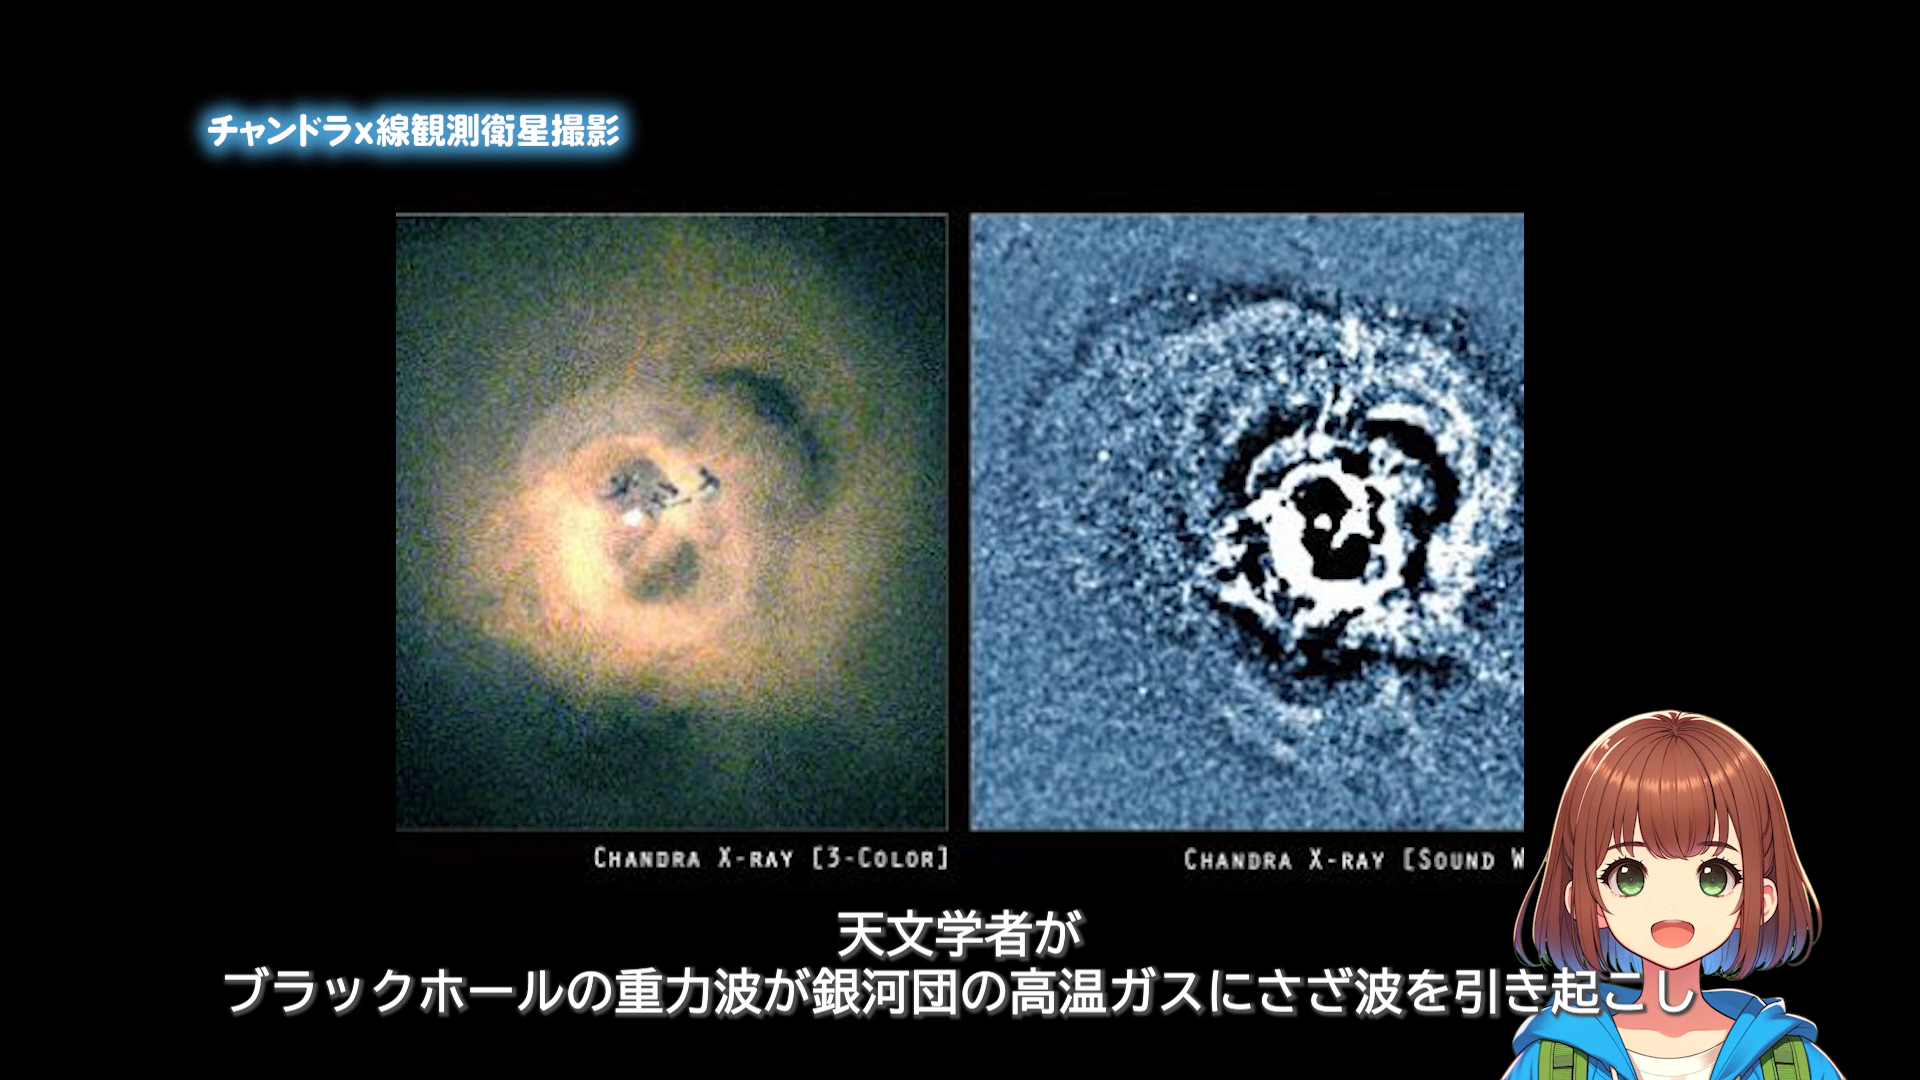 チャンドラx線観測衛星撮影
CHANDRA X-RAY [3-COLOR]
CHANDRA X-RAY [SOUND W
天文学者が
ブラックホールの重力波が銀河団の高温ガスにさざ波を引き起こし